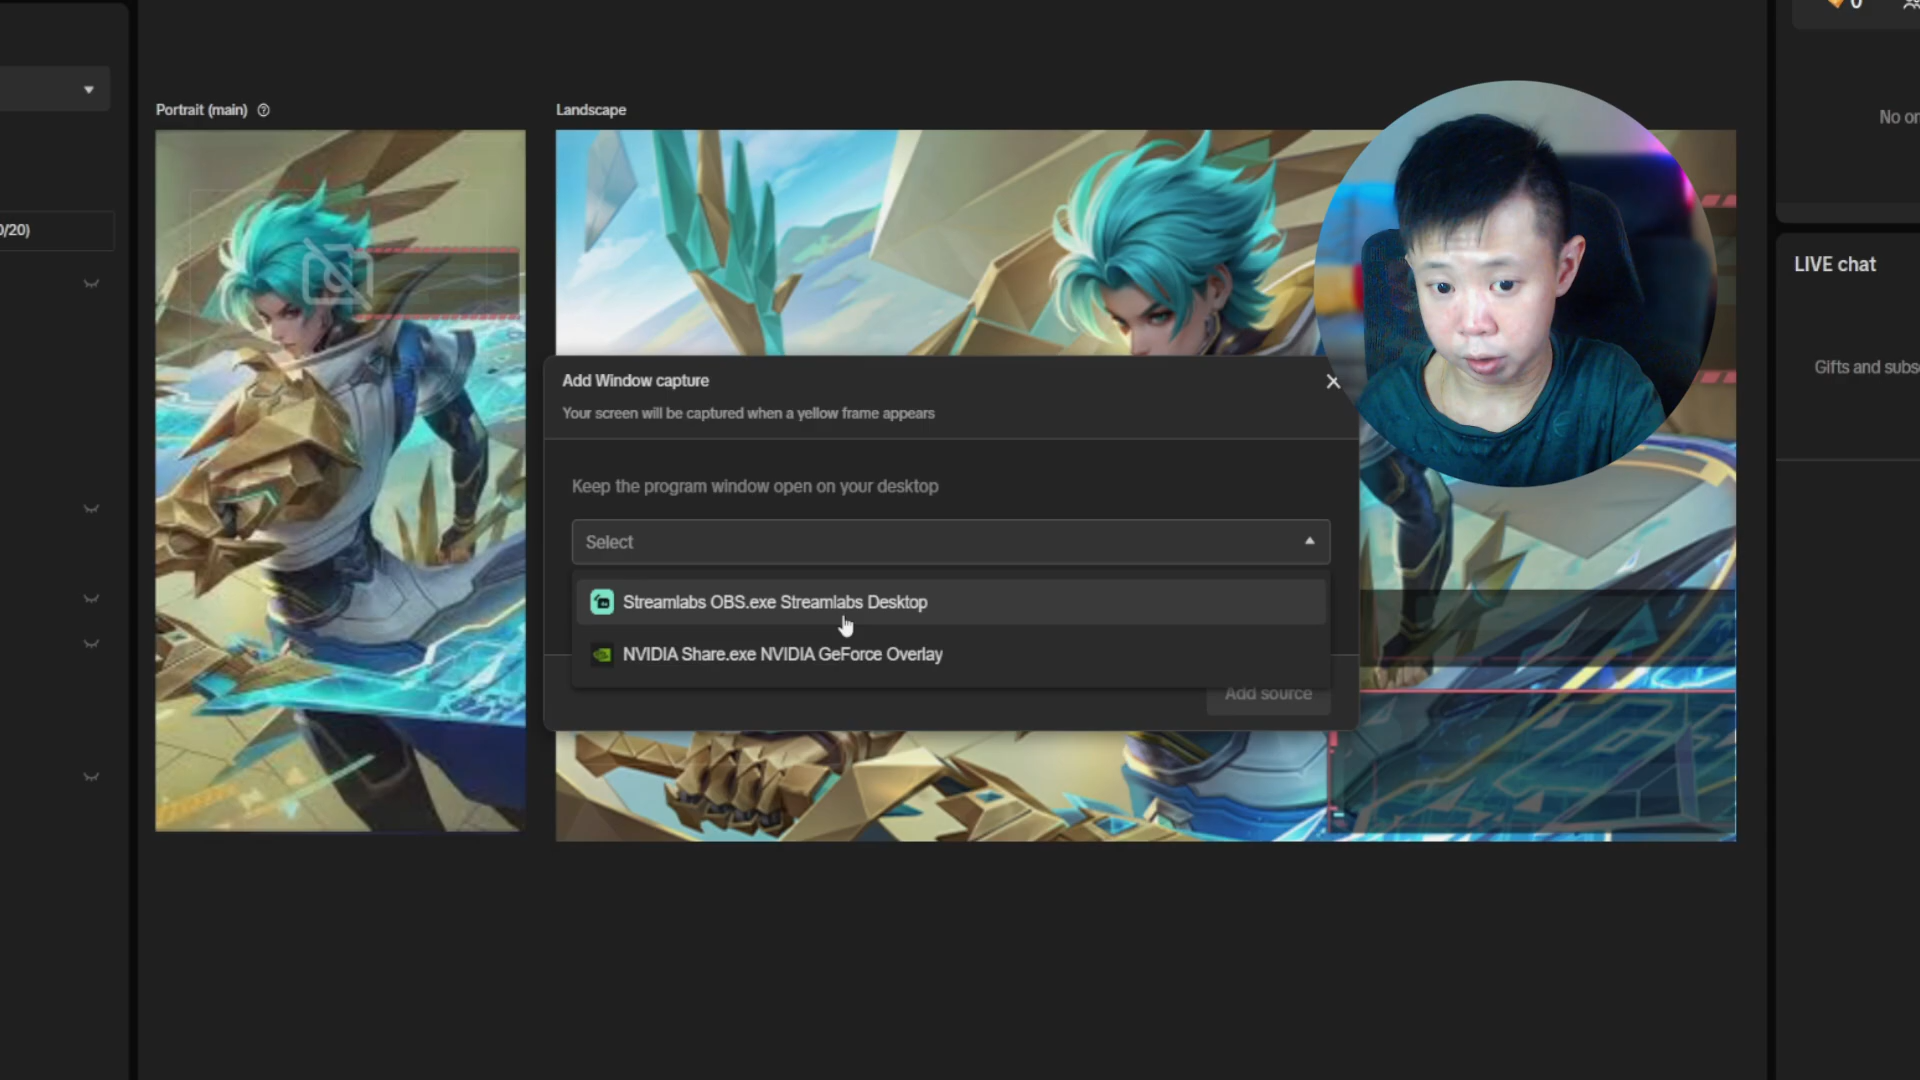 0
No or
Portrait (main)
Landscape
0/20)
LIVE chat
Gifts and subs
Add Window capture
Your screen will be captured when a yellow frame appears
Keep the program window open on your desktop
Select
Streamlabs OBS.exe Streamlabs Desktop
NVIDIA Share.exe NVIDIA GeForce Overlay
Add source